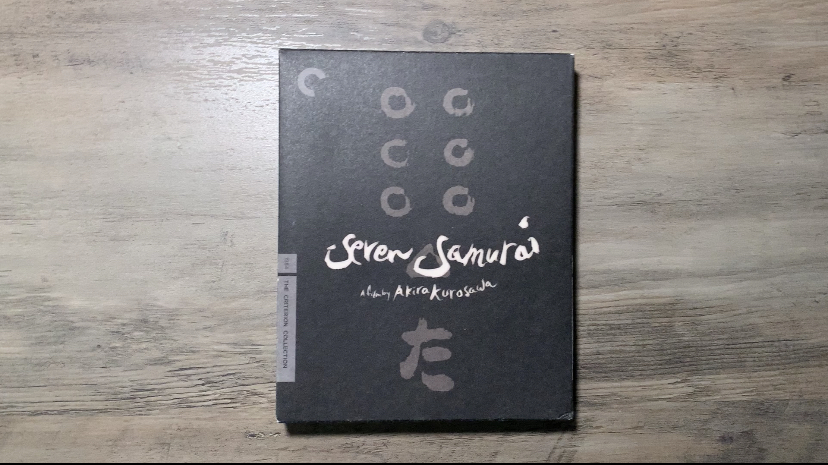 Seven Samurai
A film by Akira Kurosawa
た
THE CRITERION COLLECTION